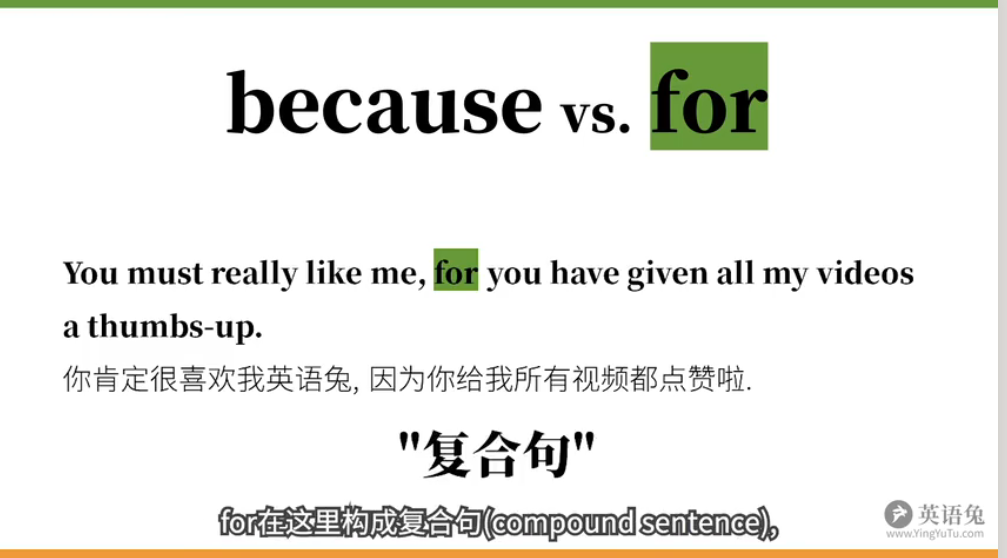 because vs. for
You must really like me, for you have given all my videos
a thumbs-up.
你肯定很喜欢我英语兔, 因为你给我所有视频都点赞啦.
"复合句"
for在这里构成复合句(compound sentence),
英语兔
www.YingYuTu.com